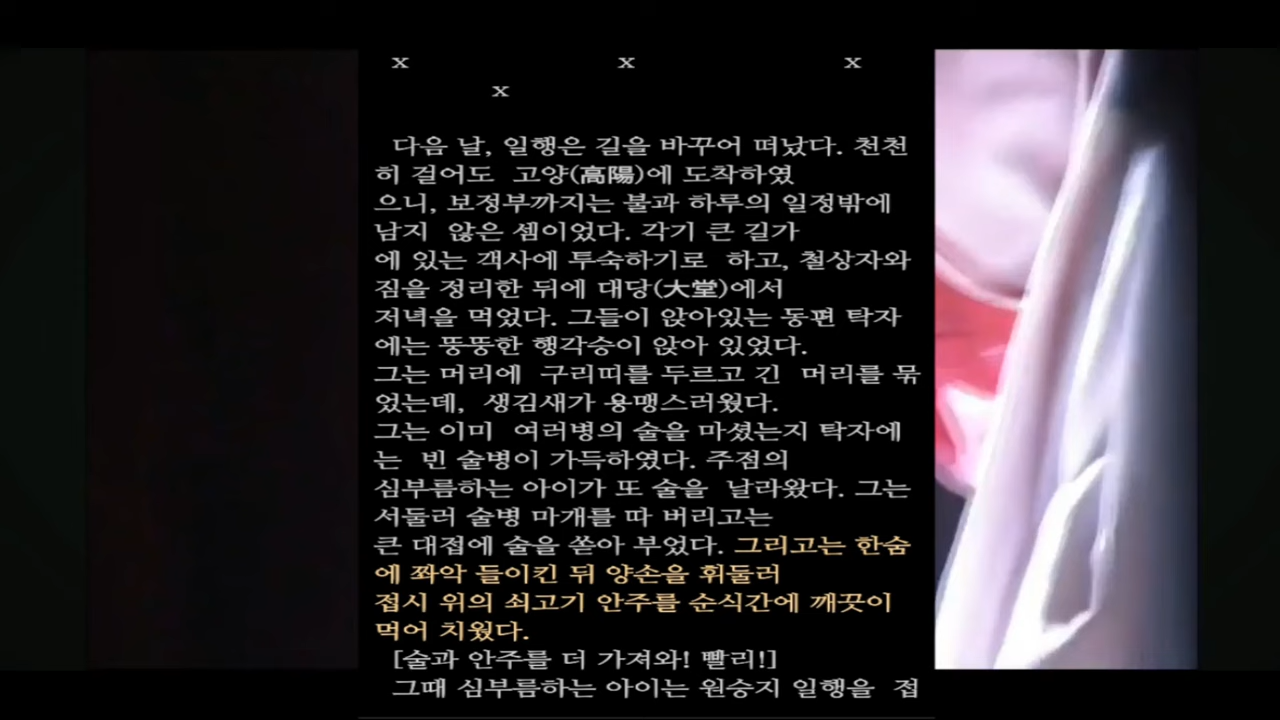 x x x
x
다음 날, 일행은 길을 바꾸어 떠났다. 천천
히 걸어도 고양(高陽)에 도착하였
으니, 보정부까지는 불과 하루의 일정밖에
남지 않은 셈이었다. 각기 큰 길가
에 있는 객사에 투숙하기로 하고, 철상자와
짐을 정리한 뒤에 대당(大堂)에서
저녁을 먹었다. 그들이 앉아있는 동편 탁자
에는 뚱뚱한 행각승이 앉아 있었다.
그는 머리에 구리띠를 두르고 긴 머리를 묶
었는데, 생김새가 용맹스러웠다.
그는 이미 여러병의 술을 마셨는지 탁자에
는 빈 술병이 가득하였다. 주점의
심부름하는 아이가 또 술을 날라왔다. 그는
서둘러 술병 마개를 따 버리고는
큰 대접에 술을 쏟아 부었다. 그리고는 한숨
에 쫘악 들이킨 뒤 양손을 휘둘러
접시 위의 쇠고기 안주를 순식간에 깨끗이
먹어 치웠다.
[술과 안주를 더 가져와! 빨리!]
그때 심부름하는 아이는 원승지 일행을 접